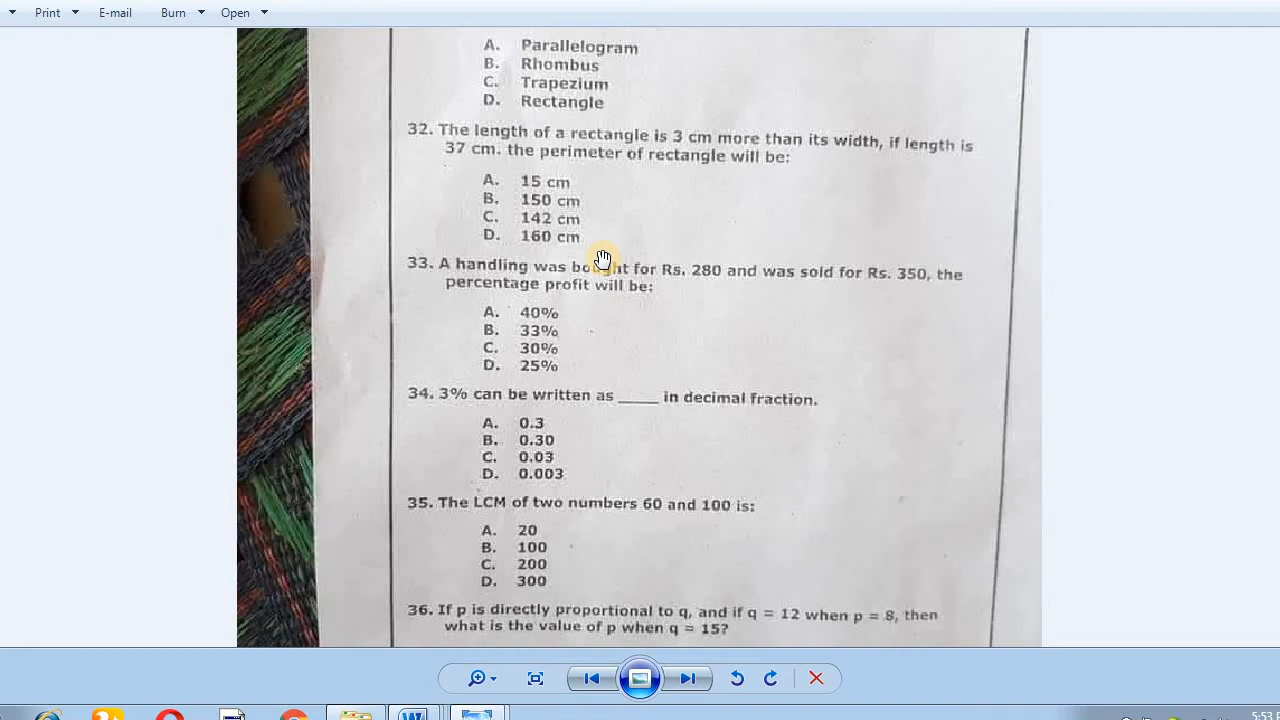 Print E-mail Burn Open
A. Parallelogram
B. Rhombus
C. Trapezium
D. Rectangle
32. The length of a rectangle is 3 cm more than its width, if length is
37 cm. the perimeter of rectangle will be:
A. 15 cm
B. 150 cm
C. 142 cm
D. 160 cm
33. A handling was bought for Rs. 280 and was sold for Rs. 350, the
percentage profit will be:
A. 40%
B. 33%
C. 30%
D. 25%
34. 3% can be written as _____ in decimal fraction.
A. 0.3
B. 0.30
C. 0.03
D. 0.003
35. The LCM of two numbers 60 and 100 is:
A. 20
B. 100
C. 200
D. 300
36. If p is directly proportional to q, and if q = 12 when p = 8, then
what is the value of p when q = 15?
W